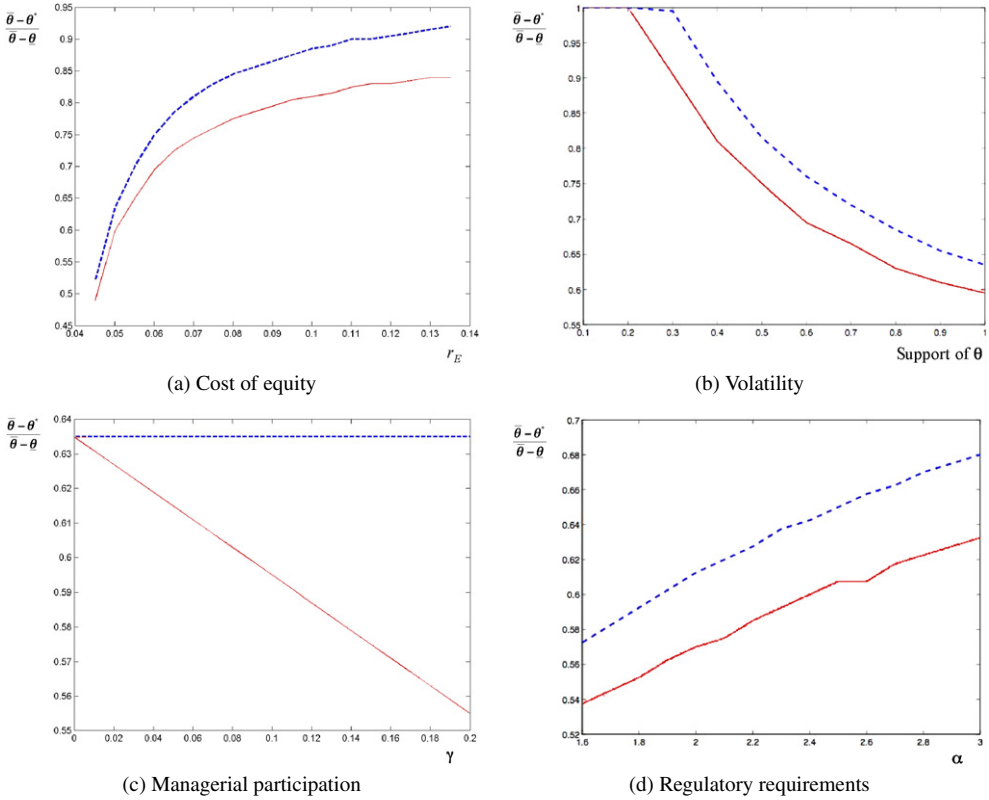 θ̅ - θ*
θ̅ - θ̲
0.95
0.9
0.85
0.8
0.75
0.7
0.65
0.6
0.55
0.5
0.45
0.04 0.05 0.06 0.07 0.08 0.09 0.1 0.11 0.12 0.13 0.14
r_E
(a) Cost of equity
θ̅ - θ*
θ̅ - θ̲
1
0.95
0.9
0.85
0.8
0.75
0.7
0.65
0.6
0.55
0.1 0.2 0.3 0.4 0.5 0.6 0.7 0.8 0.9 1
Support of θ
(b) Volatility
θ̅ - θ*
θ̅ - θ̲
0.64
0.63
0.62
0.61
0.6
0.59
0.58
0.57
0.56
0.55
0 0.02 0.04 0.06 0.08 0.1 0.12 0.14 0.16 0.18 0.2
γ
(c) Managerial participation
θ̅ - θ*
θ̅ - θ̲
0.7
0.68
0.66
0.64
0.62
0.6
0.58
0.56
0.54
0.52
1.6 1.8 2 2.2 2.4 2.6 2.8 3
α
(d) Regulatory requirements